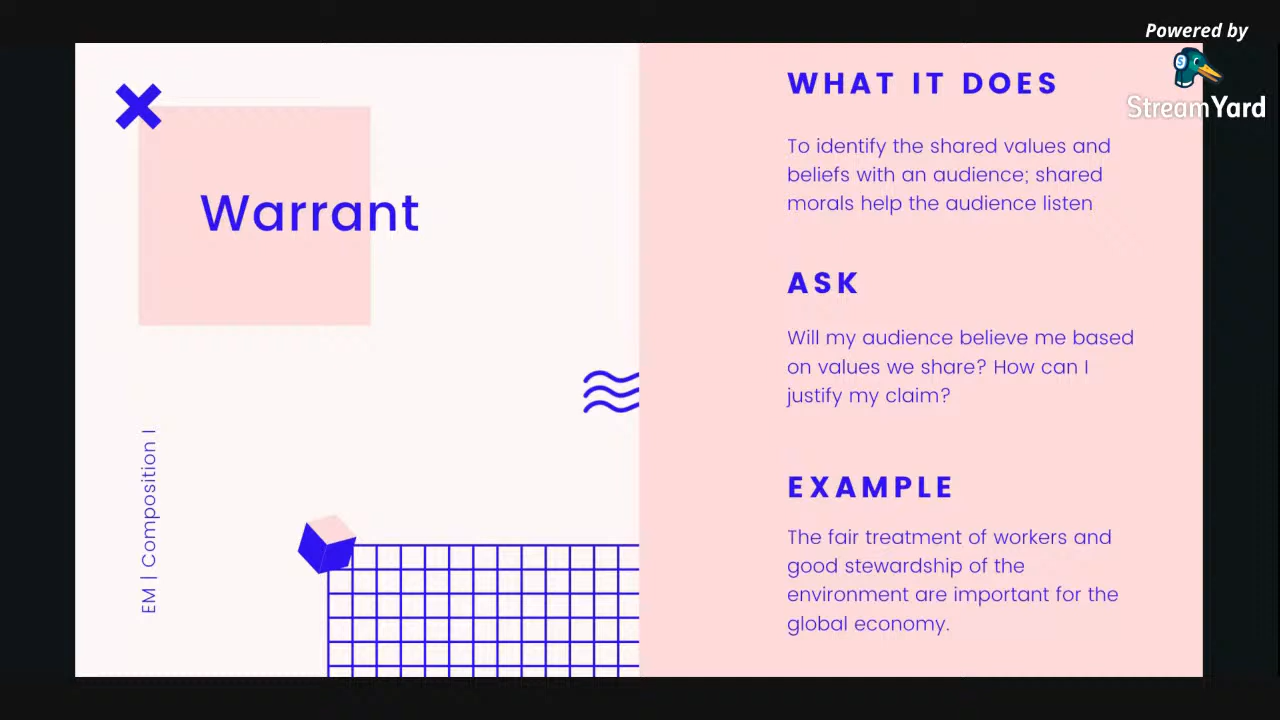 Powered by
StreamYard
Warrant
EM | Composition I
WHAT IT DOES
To identify the shared values and
beliefs with an audience; shared
morals help the audience listen
ASK
Will my audience believe me based
on values we share? How can I
justify my claim?
EXAMPLE
The fair treatment of workers and
good stewardship of the
environment are important for the
global economy.